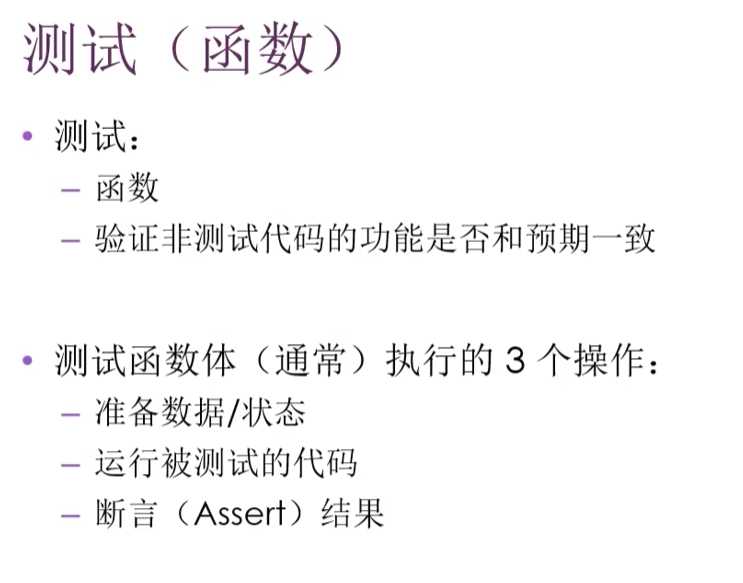 测试（函数）
• 测试：
– 函数
– 验证非测试代码的功能是否和预期一致
• 测试函数体（通常）执行的 3 个操作：
– 准备数据/状态
– 运行被测试的代码
– 断言（Assert）结果